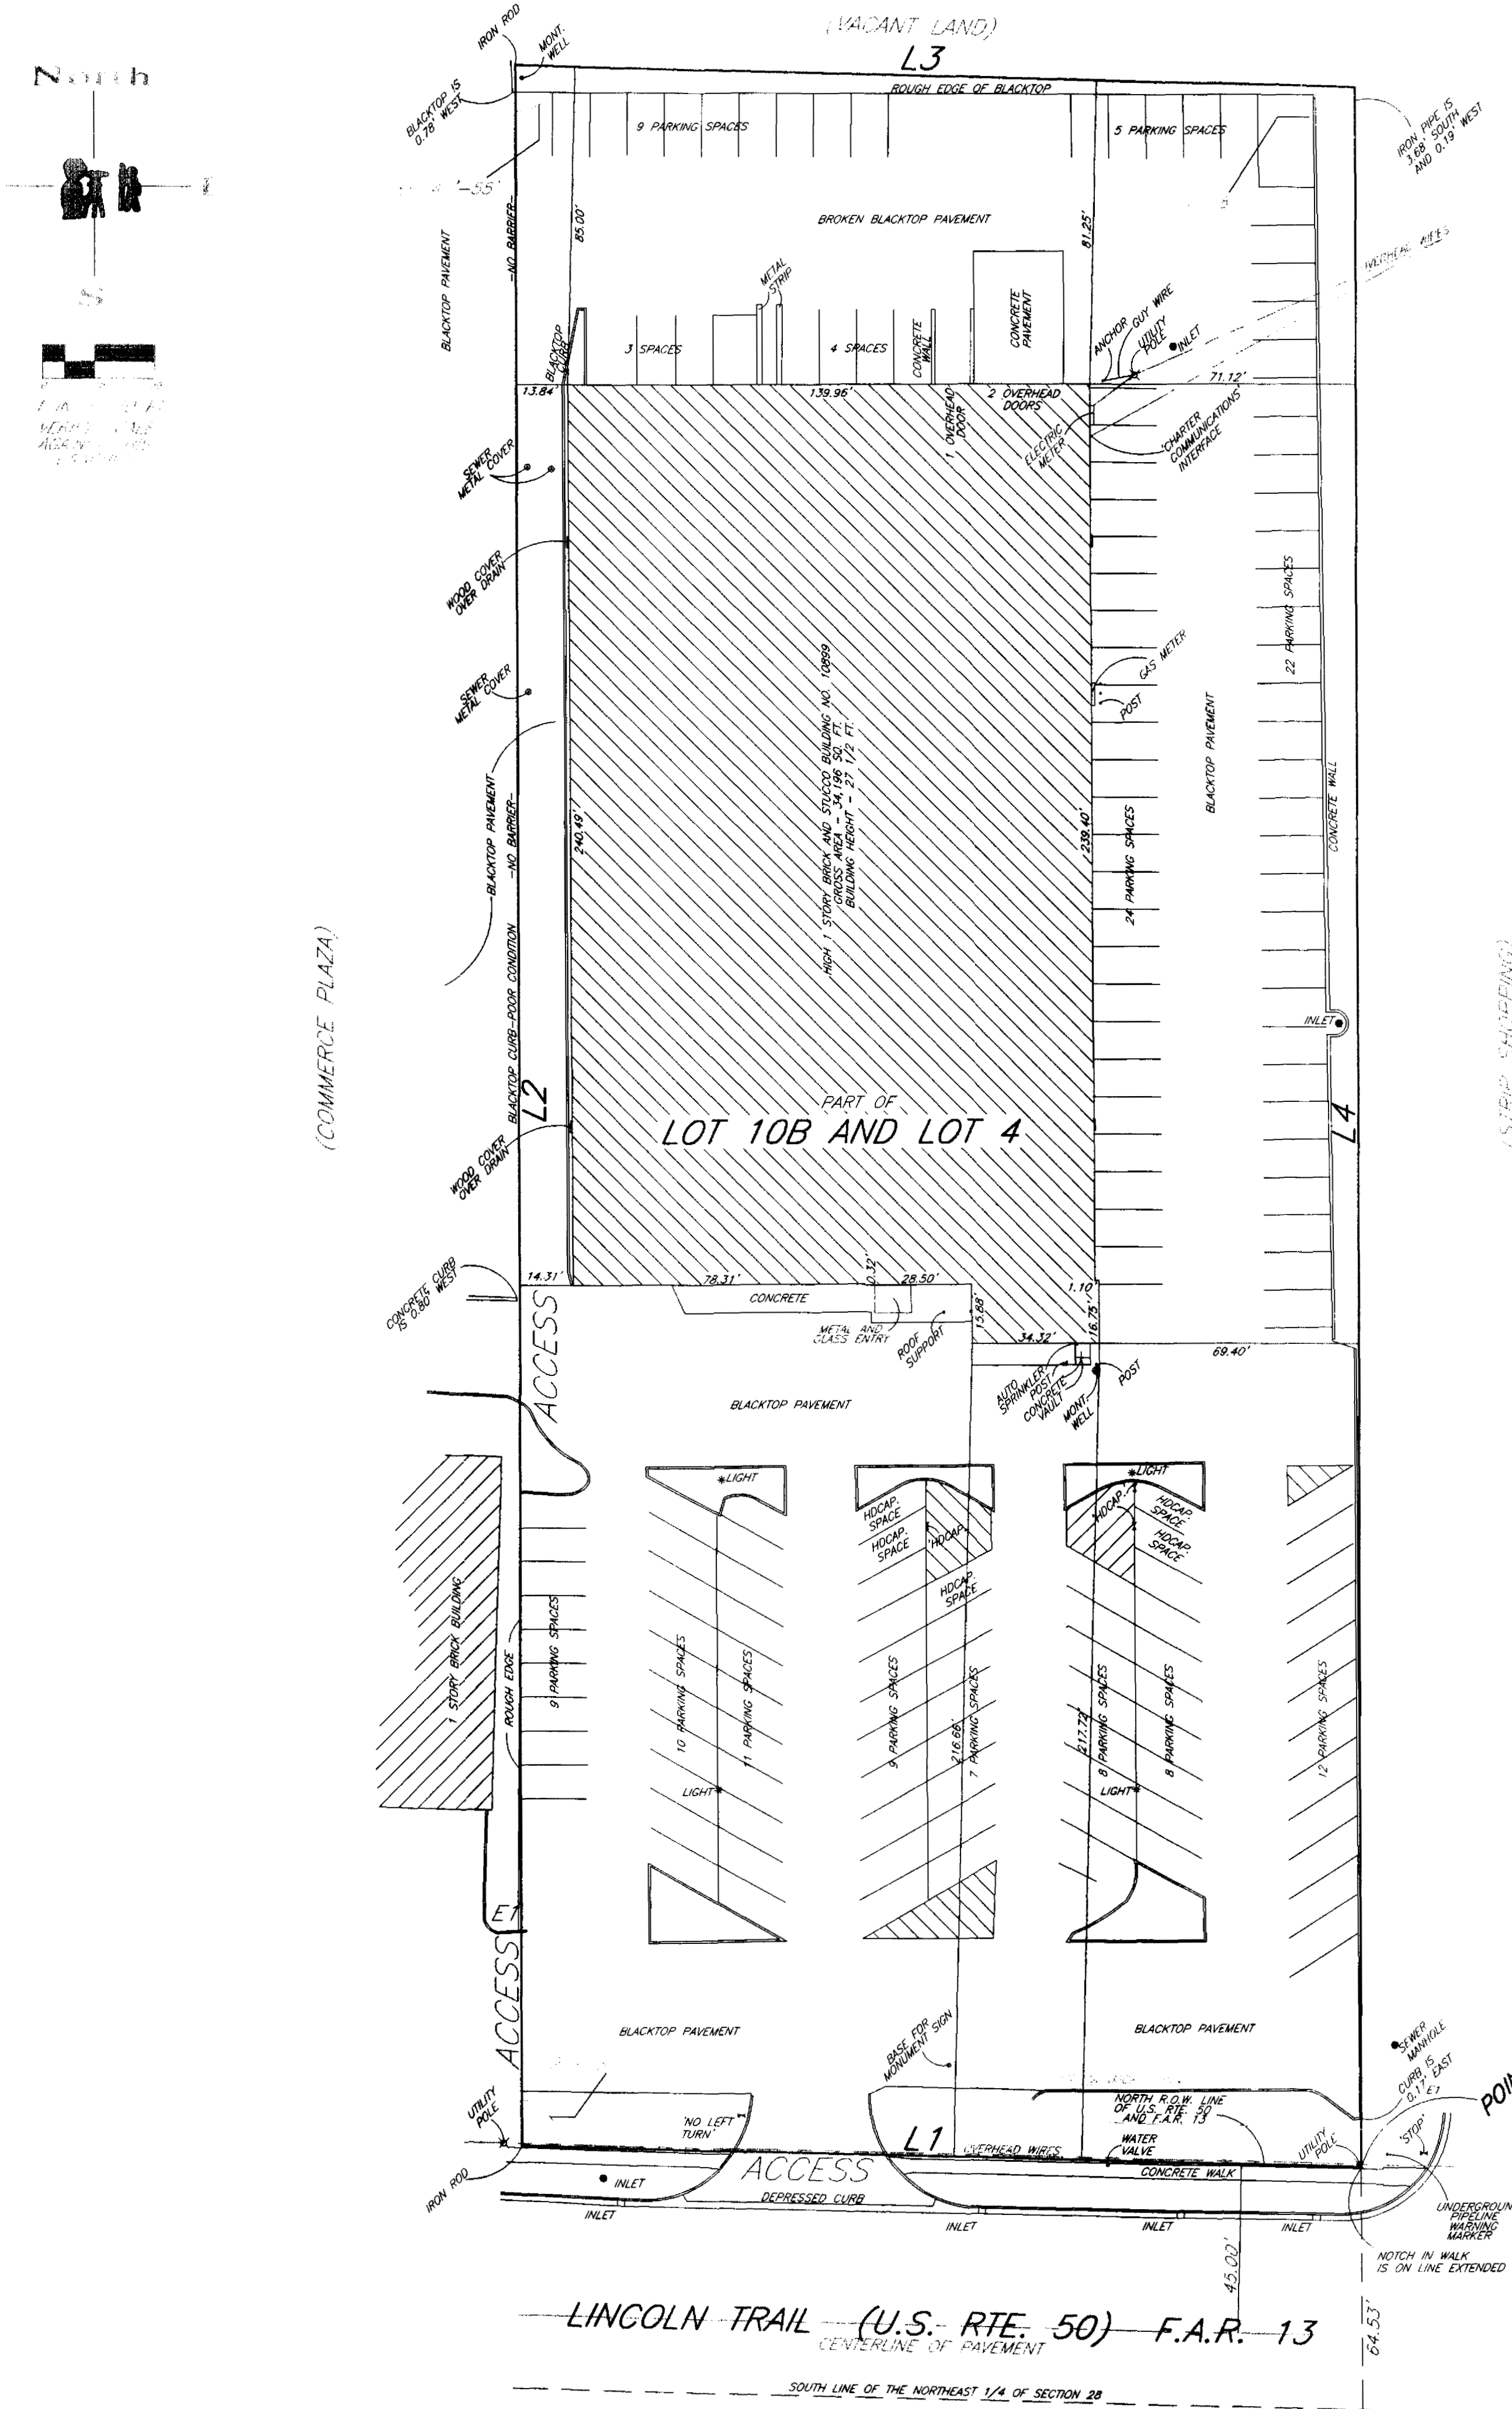 (VACANT LAND)
L3
North
IRON ROD
MONT.
WELL
BLACKTOP IS
0.78' WEST
ROUGH EDGE OF BLACKTOP
9 PARKING SPACES
5 PARKING SPACES
IRON PIPE IS
3.68' SOUTH
AND 0.19' WEST
BLACKTOP PAVEMENT
-NO BARRIER-
85.00'
BROKEN BLACKTOP PAVEMENT
81.25'
OVERHEAD WIRES
METAL
STRIP
BLACKTOP
CURB
3 SPACES
4 SPACES
CONCRETE
WALL
CONCRETE
PAVEMENT
ANCHOR
GUY WIRE
UTILITY
POLE
INLET
13.84'
139.96'
71.12'
1 OVERHEAD
DOOR
2 OVERHEAD
DOORS
ELECTRIC
METER
CHARTER
COMMUNICATIONS
INTERFACE
SEWER
METAL COVER
WOOD COVER
OVER DRAIN
SEWER
METAL COVER
GAS METER
POST
22 PARKING SPACES
BLACKTOP PAVEMENT
CONCRETE WALL
-BLACKTOP PAVEMENT-
-NO BARRIER-
240.49'
HIGH 1 STORY BRICK AND STUCCO BUILDING NO. 10899
GROSS AREA - 34,196 SQ. FT.
BUILDING HEIGHT - 27 1/2 FT.
239.40'
24 PARKING SPACES
(COMMERCE PLAZA)
BLACKTOP CURB-POOR CONDITION
L2
INLET
L4
(STRIP SHOPPING)
PART OF
LOT 10B AND LOT 4
WOOD COVER
OVER DRAIN
CONCRETE CURB
IS 0.80' WEST
14.31'
78.31'
0.32'
28.50'
1.10'
CONCRETE
METAL AND
GLASS ENTRY
ROOF
SUPPORT
15.68'
34.32'
16.75'
69.40'
ACCESS
AUTO
SPRINKLER
POST
CONCRETE
VAULT
MONT.
WELL
POST
BLACKTOP PAVEMENT
LIGHT
LIGHT
HDCAP.
SPACE
HDCAP.
SPACE
'HDCAP.'
HDCAP.
SPACE
'HDCAP.'
HDCAP.
SPACE
HDCAP.
SPACE
1 STORY BRICK BUILDING
ROUGH EDGE
9 PARKING SPACES
10 PARKING SPACES
11 PARKING SPACES
9 PARKING SPACES
216.66'
7 PARKING SPACES
217.72'
8 PARKING SPACES
8 PARKING SPACES
12 PARKING SPACES
LIGHT
LIGHT
E1
ACCESS
BLACKTOP PAVEMENT
BASE FOR
MONUMENT SIGN
BLACKTOP PAVEMENT
SEWER
MANHOLE
CURB IS
0.17' EAST
E1
UTILITY
POLE
'NO LEFT
TURN'
NORTH R.O.W. LINE
OF U.S. RTE. 50
AND F.A.R. 13
L1
OVERHEAD WIRES
WATER
VALVE
UTILITY
POLE
'STOP'
IRON ROD
INLET
ACCESS
CONCRETE WALK
DEPRESSED CURB
INLET
INLET
INLET
INLET
PIPELINE
WARNING
MARKER
NOTCH IN WALK
IS ON LINE EXTENDED
45.00'
LINCOLN TRAIL (U.S. RTE. 50) F.A.R. 13
CENTERLINE OF PAVEMENT
64.53'
SOUTH LINE OF THE NORTHEAST 1/4 OF SECTION 28